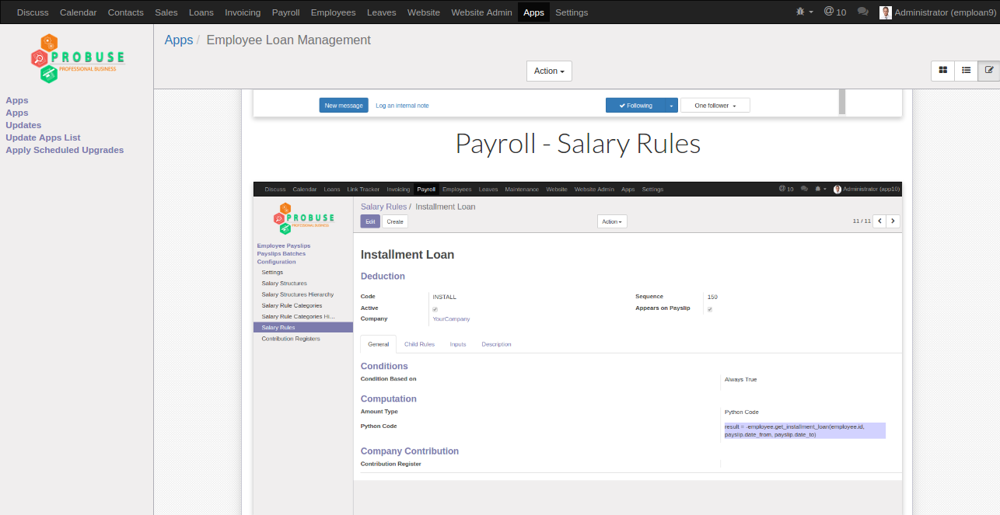 Discuss Calendar Contacts Sales Loans Invoicing Payroll Employees Leaves Website Website Admin Apps Settings @ 10 Administrator (emploan9)
PROBUSE
PROFESSIONAL BUSINESS
Apps / Employee Loan Management
Action
Apps
Apps
Updates
Update Apps List
Apply Scheduled Upgrades
New message Log an internal note Following One follower
Payroll - Salary Rules
Discuss Calendar Loans Link Tracker Invoicing Payroll Employees Leaves Maintenance Website Website Admin Apps Settings @ 10 Administrator (app10)
PROBUSE
PROFESSIONAL BUSINESS
Salary Rules / Installment Loan
Edit Create Action 11 / 11
Employee Payslips
Payslips Batches
Configuration
Settings
Salary Structures
Salary Structures Hierarchy
Salary Rule Categories
Salary Rule Categories Hi...
Salary Rules
Contribution Registers
Installment Loan
Deduction
Code INSTALL Sequence 150
Active Appears on Payslip
Company YourCompany
General Child Rules Inputs Description
Conditions
Condition Based on Always True
Computation
Amount Type Python Code
Python Code result = -employee.get_installment_loan(employee.id,
payslip.date_from, payslip.date_to)
Company Contribution
Contribution Register